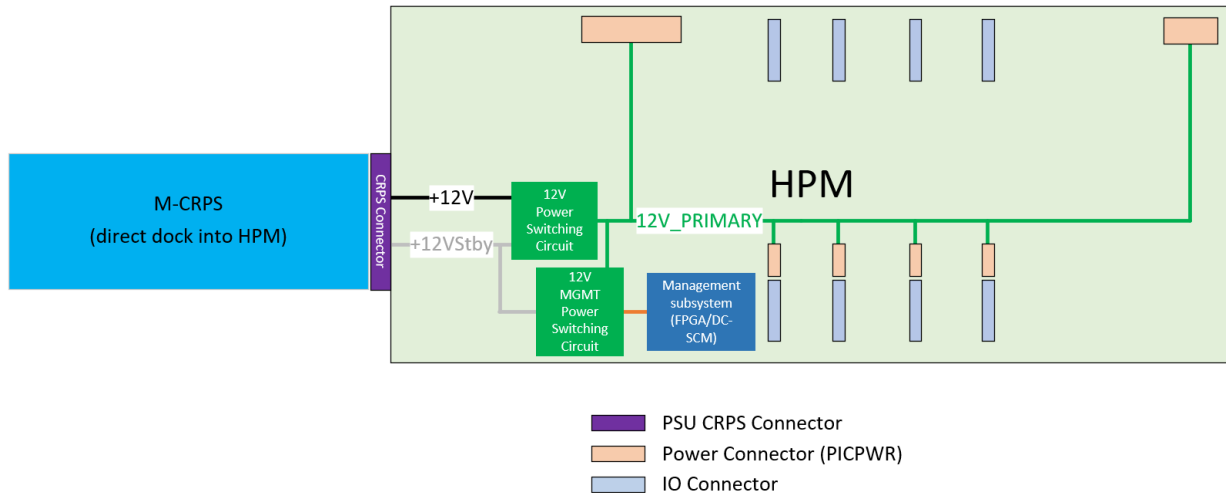 M-CRPS
(direct dock into HPM)
CRPS Connector
+12V
+12VStby
12V
Power
Switching
Circuit
12V
MGMT
Power
Switching
Circuit
Management
subsystem
(FPGA/DC-
SCM)
12V_PRIMARY
HPM
PSU CRPS Connector
Power Connector (PICPWR)
IO Connector